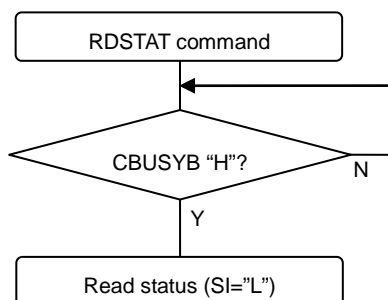 RDSTAT command
CBUSYB “H”?
N
Y
Read status (SI=”L”)